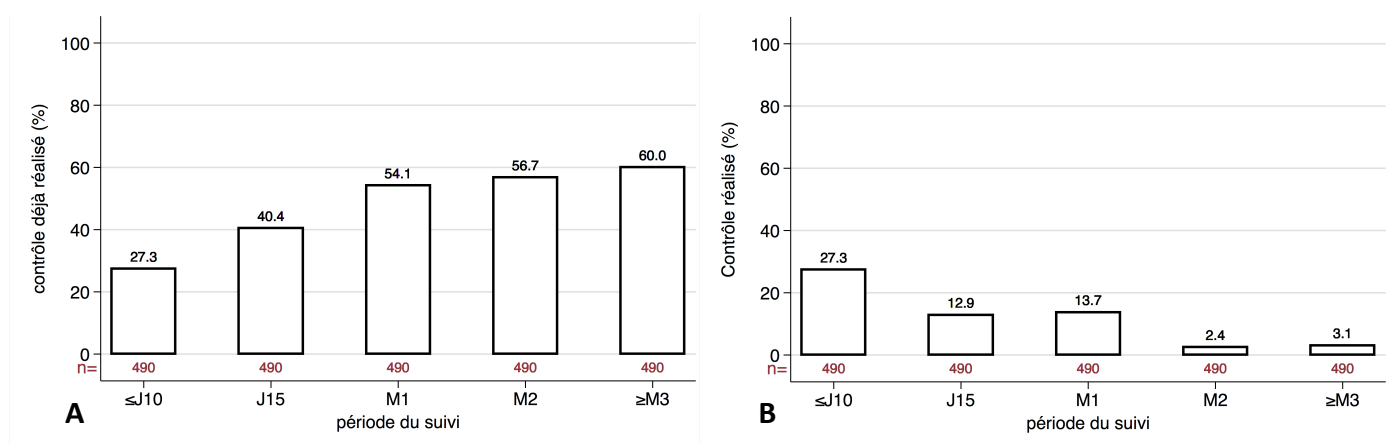 contrôle déjà réalisé (%)
100
80
60
40
20
0
27.3
40.4
54.1
56.7
60.0
n= 490 490 490 490 490
≤J10 J15 M1 M2 ≥M3
période du suivi
A
Contrôle réalisé (%)
100
80
60
40
20
0
27.3
12.9
13.7
2.4
3.1
n= 490 490 490 490 490
≤J10 J15 M1 M2 ≥M3
période du suivi
B